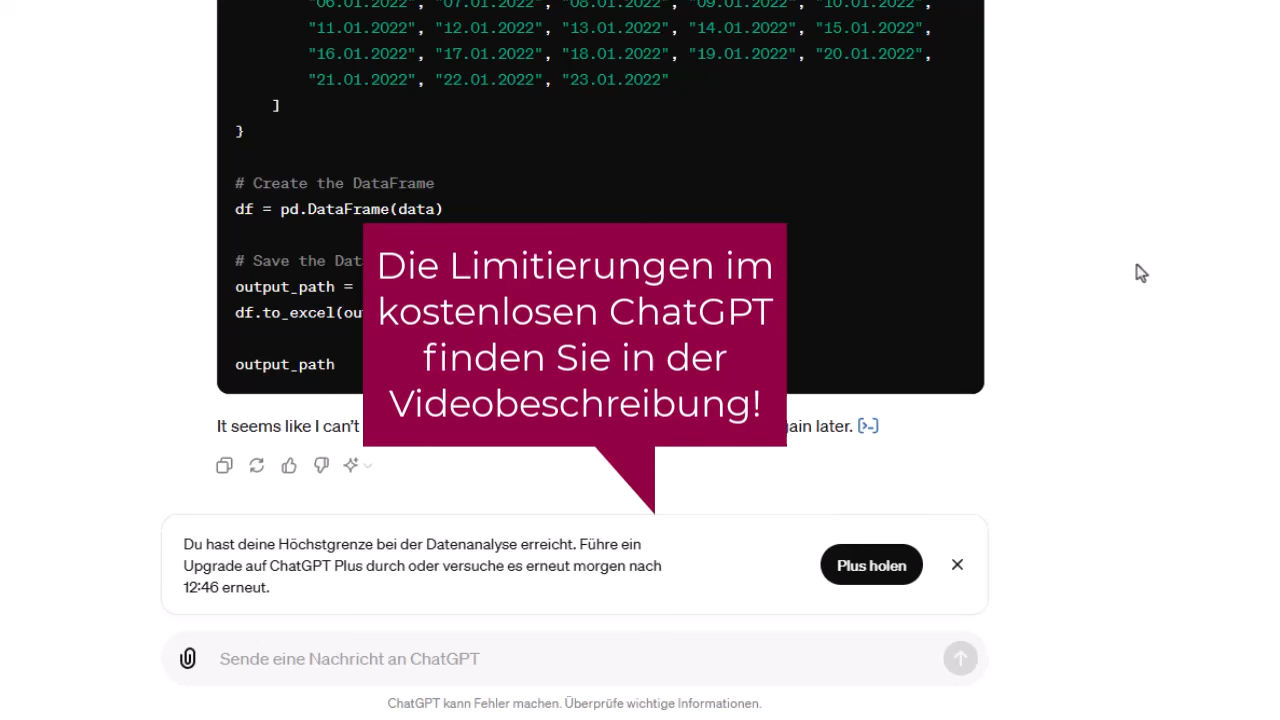 "06.01.2022", "07.01.2022", "08.01.2022", "09.01.2022", "10.01.2022",
"11.01.2022", "12.01.2022", "13.01.2022", "14.01.2022", "15.01.2022",
"16.01.2022", "17.01.2022", "18.01.2022", "19.01.2022", "20.01.2022",
"21.01.2022", "22.01.2022", "23.01.2022"
]
}
# Create the DataFrame
df = pd.DataFrame(data)
# Save the
output_path =
df.to_excel(
output_path
Die Limitierungen im
kostenlosen ChatGPT
finden Sie in der
Videobeschreibung!
It seems like I can't later.
Du hast deine Höchstgrenze bei der Datenanalyse erreicht. Führe ein
Upgrade auf ChatGPT Plus durch oder versuche es erneut morgen nach
12:46 erneut.
Plus holen
Sende eine Nachricht an ChatGPT
ChatGPT kann Fehler machen. Überprüfe wichtige Informationen.